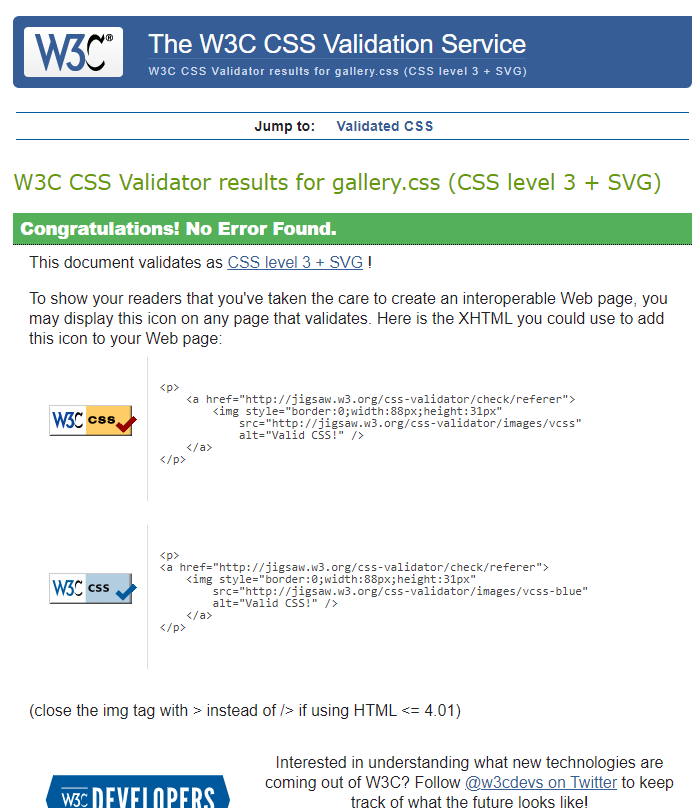 W3C®
The W3C CSS Validation Service
W3C CSS Validator results for gallery.css (CSS level 3 + SVG)
Jump to: Validated CSS
W3C CSS Validator results for gallery.css (CSS level 3 + SVG)
Congratulations! No Error Found.
This document validates as CSS level 3 + SVG !
To show your readers that you've taken the care to create an interoperable Web page, you
may display this icon on any page that validates. Here is the XHTML you could use to add
this icon to your Web page:
W3C css
<p>
    <a href="http://jigsaw.w3.org/css-validator/check/referer">
        <img style="border:0;width:88px;height:31px"
            src="http://jigsaw.w3.org/css-validator/images/vcss"
            alt="Valid CSS!" />
    </a>
</p>
W3C css
<p>
<a href="http://jigsaw.w3.org/css-validator/check/referer">
    <img style="border:0;width:88px;height:31px"
        src="http://jigsaw.w3.org/css-validator/images/vcss-blue"
        alt="Valid CSS!" />
    </a>
</p>
(close the img tag with > instead of /> if using HTML <= 4.01)
W3C DEVELOPERS
Interested in understanding what new technologies are
coming out of W3C? Follow @w3cdevs on Twitter to keep
track of what the future looks like!